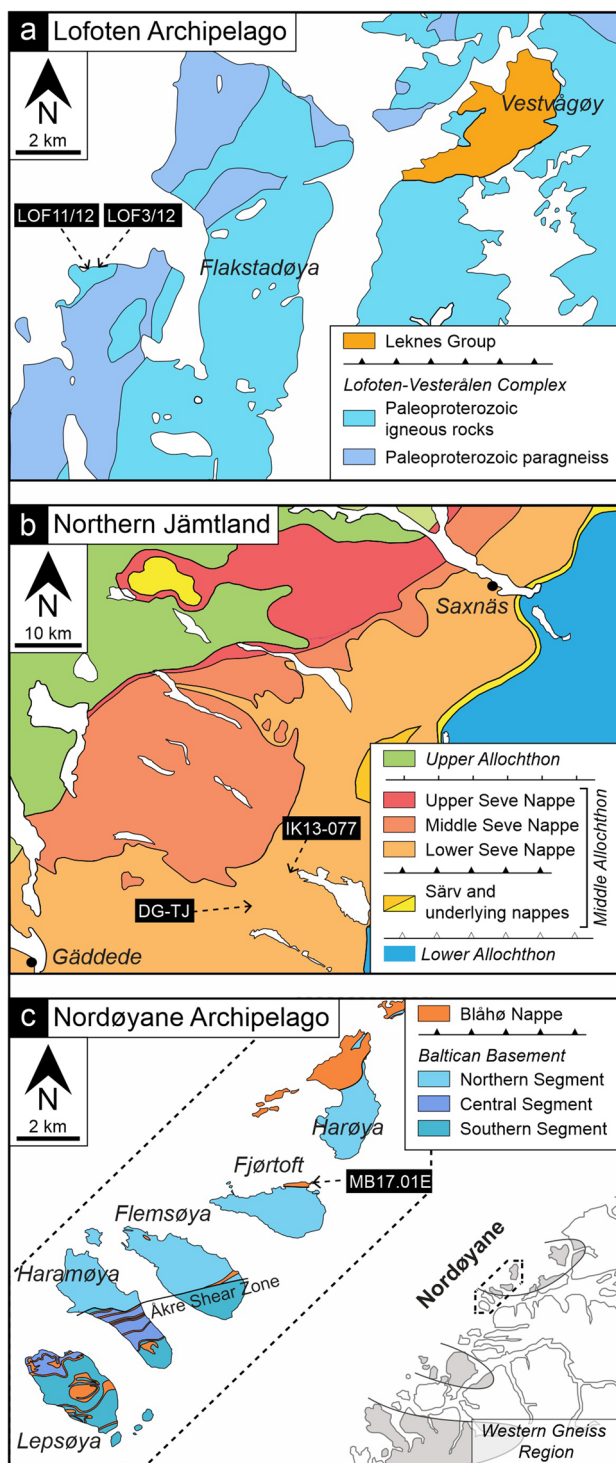 a Lofoten Archipelago
N
2 km
Vestvågøy
LOF11/12
LOF3/12
Flakstadøya
Leknes Group
Lofoten-Vesterålen Complex
Paleoproterozoic
igneous rocks
Paleoproterozoic paragneiss
b Northern Jämtland
N
10 km
Saxnäs
Upper Allochthon
Upper Seve Nappe
Middle Seve Nappe
Lower Seve Nappe
Särv and
underlying nappes
Middle Allochthon
Lower Allochthon
IK13-077
DG-TJ
Gäddede
c Nordøyane Archipelago
N
2 km
Blåhø Nappe
Baltican Basement
Northern Segment
Central Segment
Southern Segment
Harøya
Fjørtoft
MB17.01E
Flemsøya
Haramøya
Åkre Shear Zone
Nordøyane
Lepsøya
Western Gneiss
Region